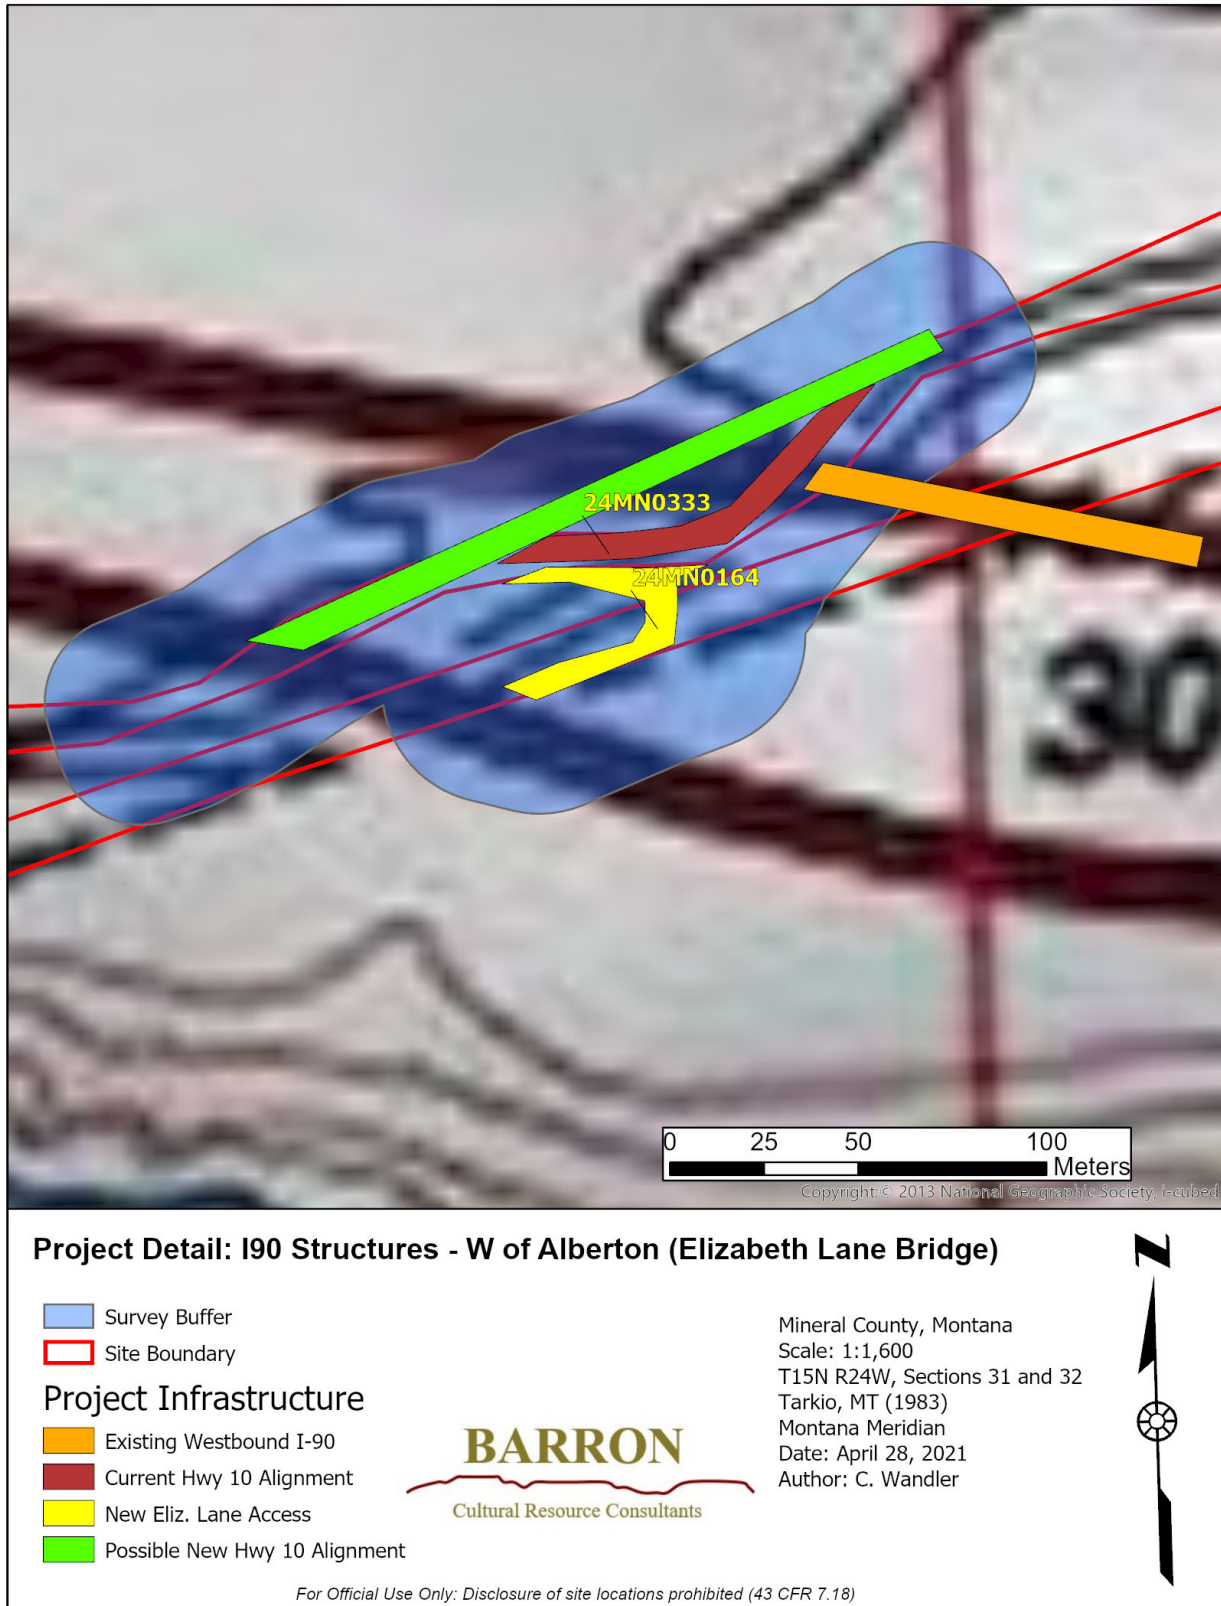 24MN0333
24MN0164
30
0 25 50 100
Meters
Copyright:© 2013 National Geographic Society, i-cubed
Project Detail: I90 Structures - W of Alberton (Elizabeth Lane Bridge)
N
Survey Buffer
Site Boundary
Project Infrastructure
Existing Westbound I-90
Current Hwy 10 Alignment
New Eliz. Lane Access
Possible New Hwy 10 Alignment
BARRON
Cultural Resource Consultants
Mineral County, Montana
Scale: 1:1,600
T15N R24W, Sections 31 and 32
Tarkio, MT (1983)
Montana Meridian
Date: April 28, 2021
Author: C. Wandler
For Official Use Only: Disclosure of site locations prohibited (43 CFR 7.18)